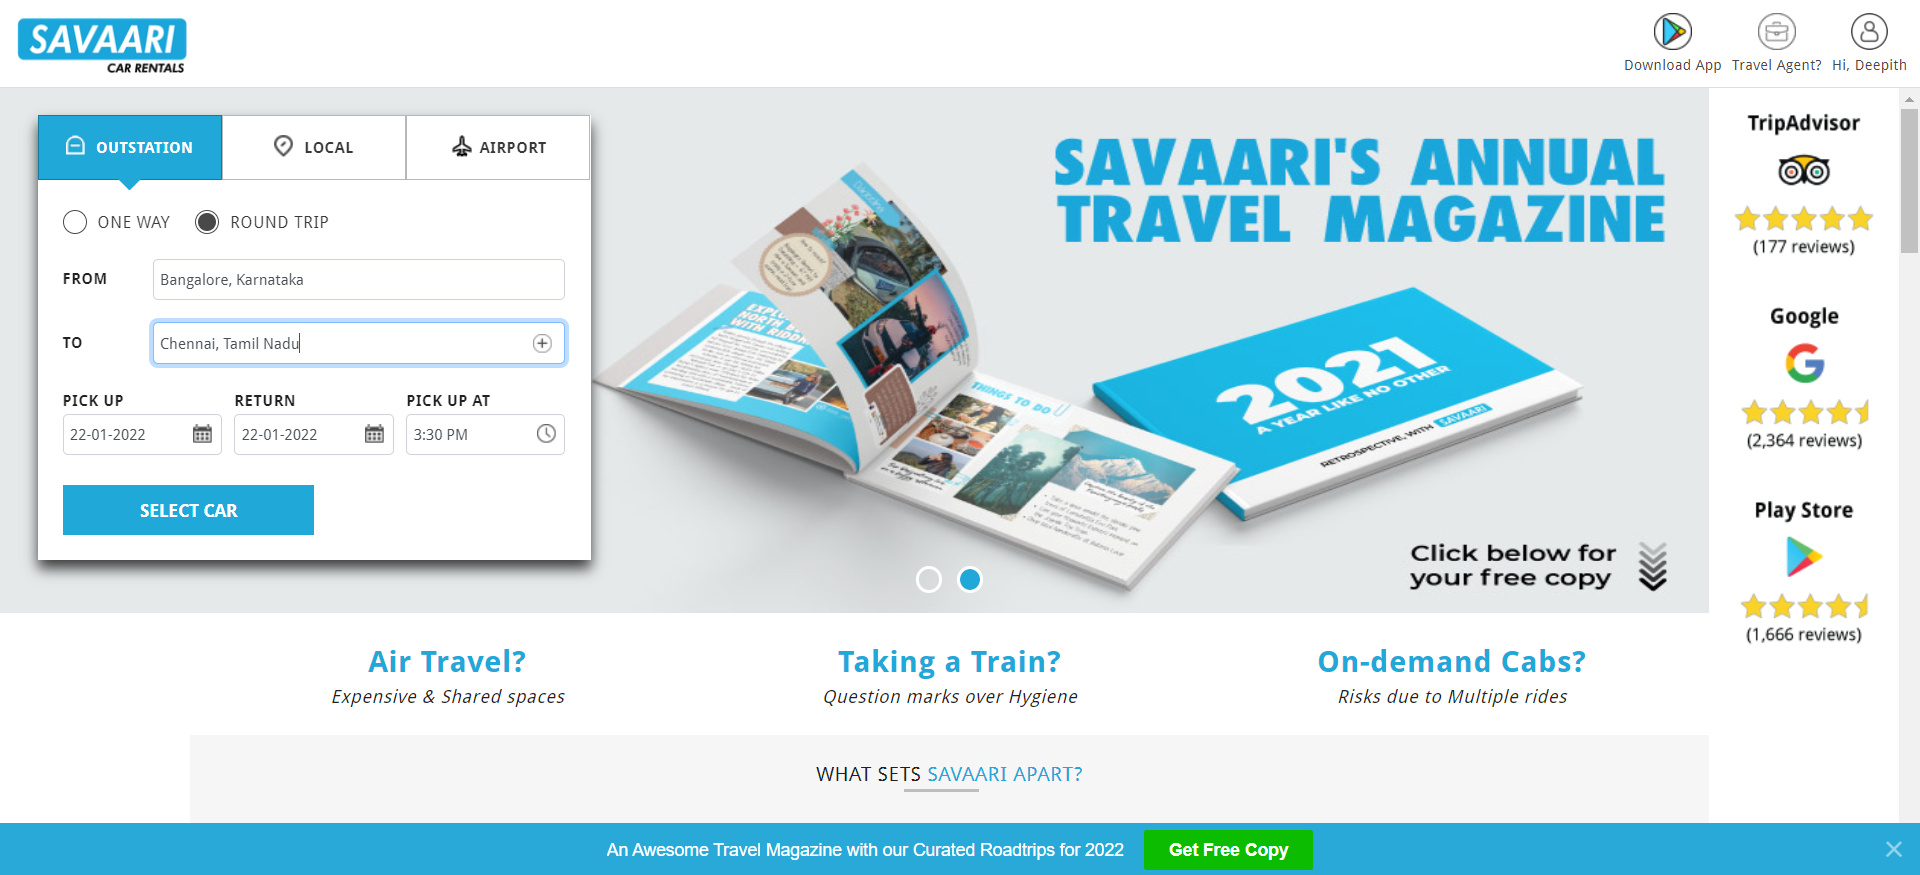 SAVAARI
CAR RENTALS
Download App
Travel Agent?
Hi, Deepith
OUTSTATION
LOCAL
AIRPORT
ONE WAY
ROUND TRIP
FROM
Bangalore, Karnataka
TO
Chennai, Tamil Nadu
PICK UP
RETURN
PICK UP AT
22-01-2022
22-01-2022
3:30 PM
SELECT CAR
SAVAARI'S ANNUAL
TRAVEL MAGAZINE
THINGS TO DO
2021
A YEAR LIKE NO OTHER
RETROSPECTIVE, WITH SAVAARI
Click below for
your free copy
TripAdvisor
(177 reviews)
Google
(2,364 reviews)
Play Store
(1,666 reviews)
Air Travel?
Expensive & Shared spaces
Taking a Train?
Question marks over Hygiene
On-demand Cabs?
Risks due to Multiple rides
WHAT SETS SAVAARI APART?
An Awesome Travel Magazine with our Curated Roadtrips for 2022
Get Free Copy